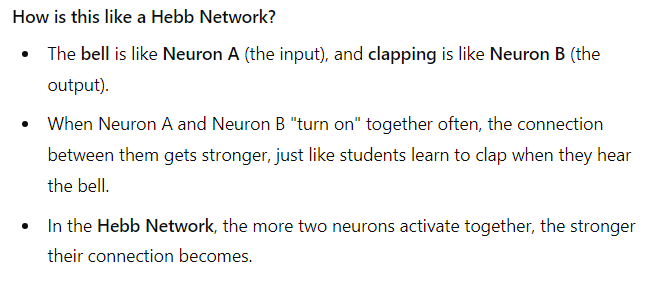 How is this like a Hebb Network?
• The bell is like Neuron A (the input), and clapping is like Neuron B (the
output).
• When Neuron A and Neuron B "turn on" together often, the connection
between them gets stronger, just like students learn to clap when they hear
the bell.
• In the Hebb Network, the more two neurons activate together, the stronger
their connection becomes.